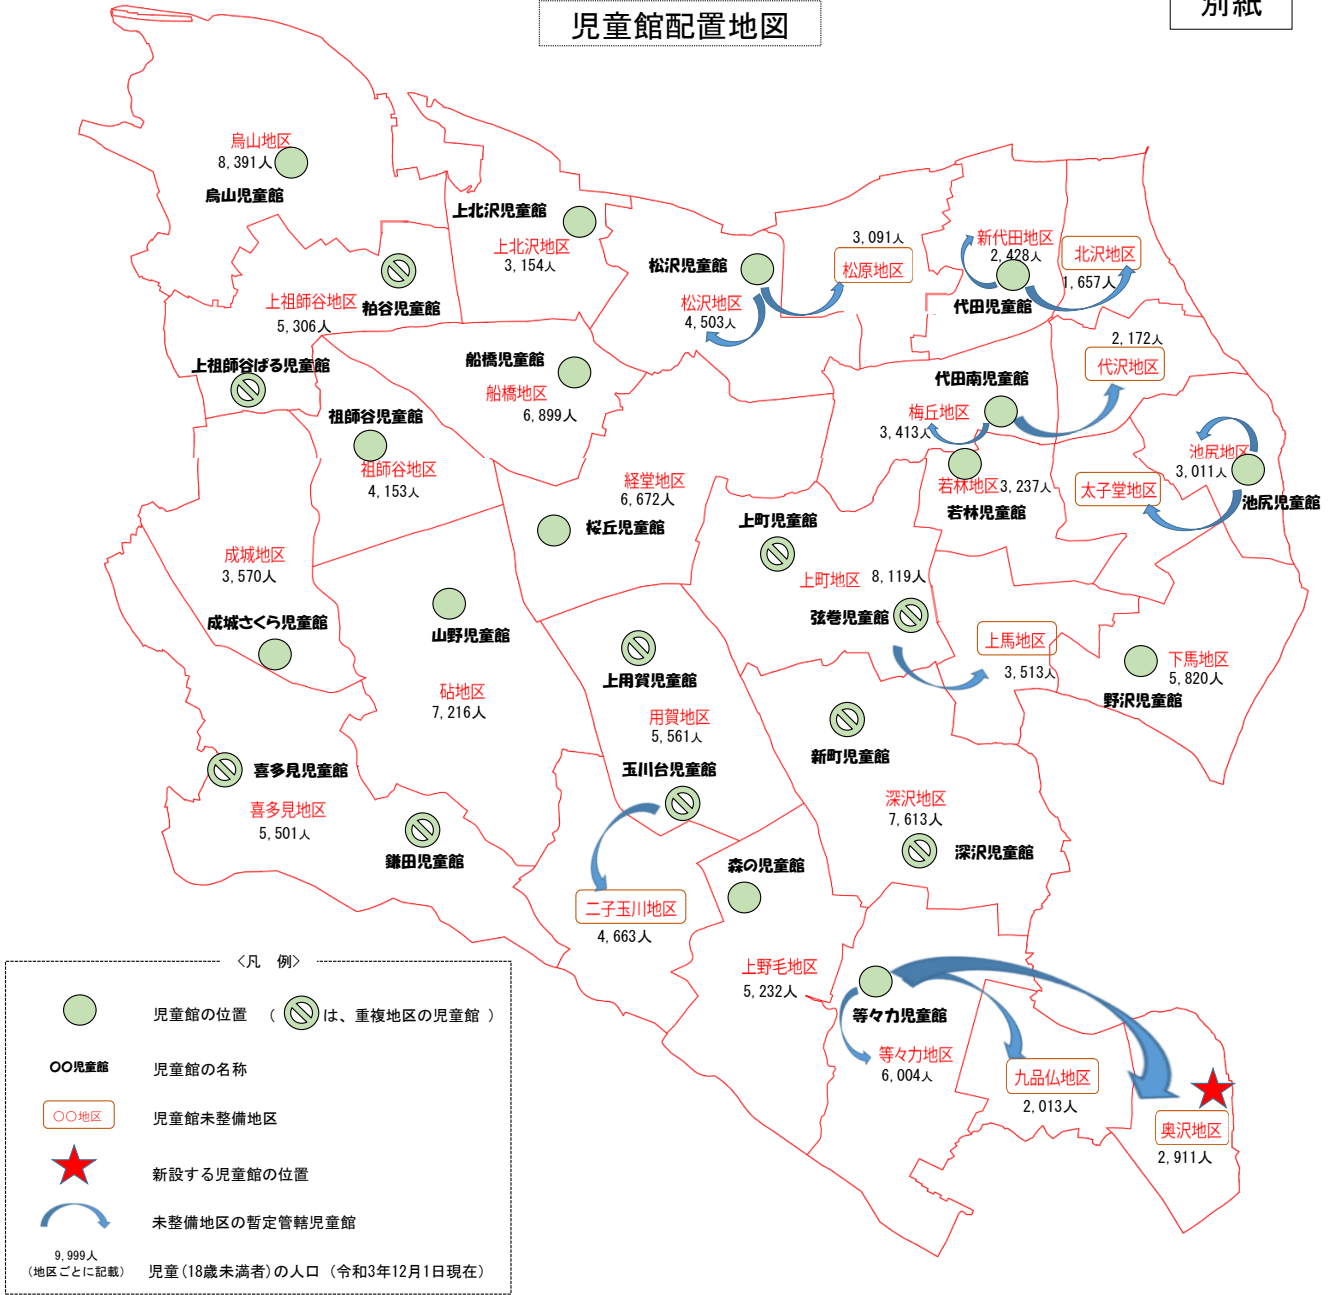 児童館配置地図
別紙
烏山地区
8,391人
烏山児童館
上北沢児童館
上北沢地区
3,154人
粕谷児童館
上祖師谷地区
5,306人
上祖師谷ぱる児童館
松沢児童館
松沢地区
4,503人
3,091人
松原地区
新代田地区
2,428人
代田児童館
北沢地区
1,657人
2,172人
代沢地区
代田南児童館
梅丘地区
3,413人
船橋児童館
船橋地区
6,899人
祖師谷児童館
祖師谷地区
4,153人
経堂地区
6,672人
桜丘児童館
若林地区 3,237人
若林児童館
太子堂地区
池尻地区
3,011人
池尻児童館
上町児童館
上町地区 8,119人
弦巻児童館
上馬地区
3,513人
下馬地区
5,820人
野沢児童館
成城地区
3,570人
成城さくら児童館
山野児童館
砧地区
7,216人
上用賀児童館
用賀地区
5,561人
玉川台児童館
新町児童館
深沢地区
7,613人
深沢児童館
喜多見児童館
喜多見地区
5,501人
鎌田児童館
二子玉川地区
4,663人
森の児童館
上野毛地区
5,232人
等々力児童館
等々力地区
6,004人
九品仏地区
2,013人
奥沢地区
2,911人
〈凡 例〉
児童館の位置 （ は、重複地区の児童館 ）
〇〇児童館 児童館の名称
〇〇地区 児童館未整備地区
新設する児童館の位置
未整備地区の暫定管轄児童館
9,999人
(地区ごとに記載) 児童(18歳未満者)の人口（令和3年12月1日現在）